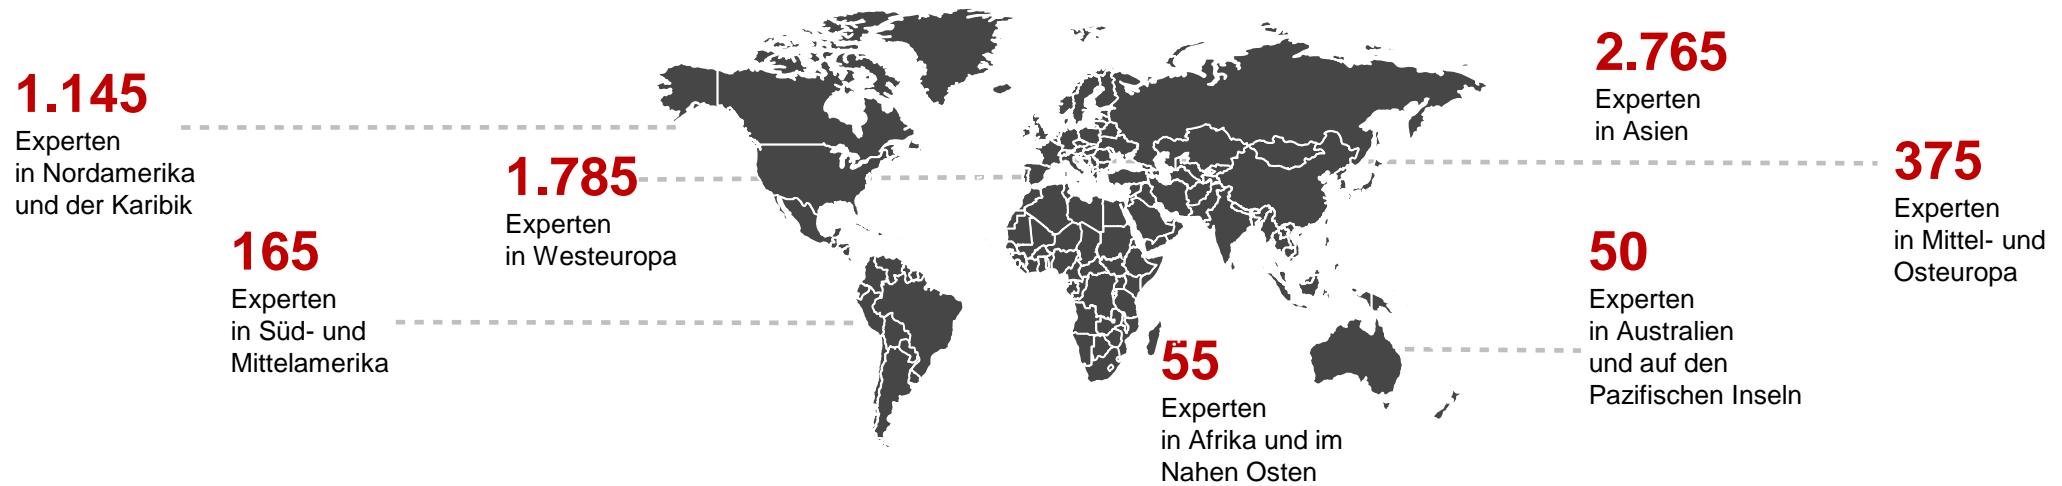 1.145
Experten
in Nordamerika
und der Karibik
165
Experten
in Süd- und
Mittelamerika
1.785
Experten
in Westeuropa
55
Experten
in Afrika und im
Nahen Osten
2.765
Experten
in Asien
375
Experten
in Mittel- und
Osteuropa
50
Experten
in Australien
und auf den
Pazifischen Inseln